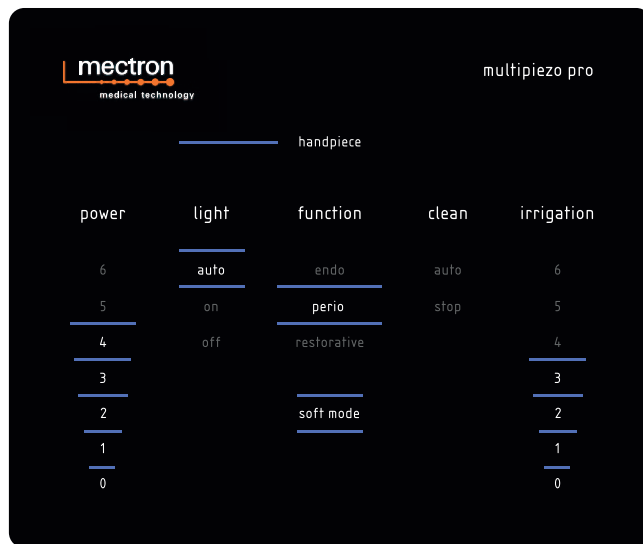 mectron
multipiezo pro
medical technology
handpiece
power light function clean irrigation
6 auto endo auto 6
5 on perio stop 5
4 off restorative 4
3 3
2 soft mode 2
1 1
0 0